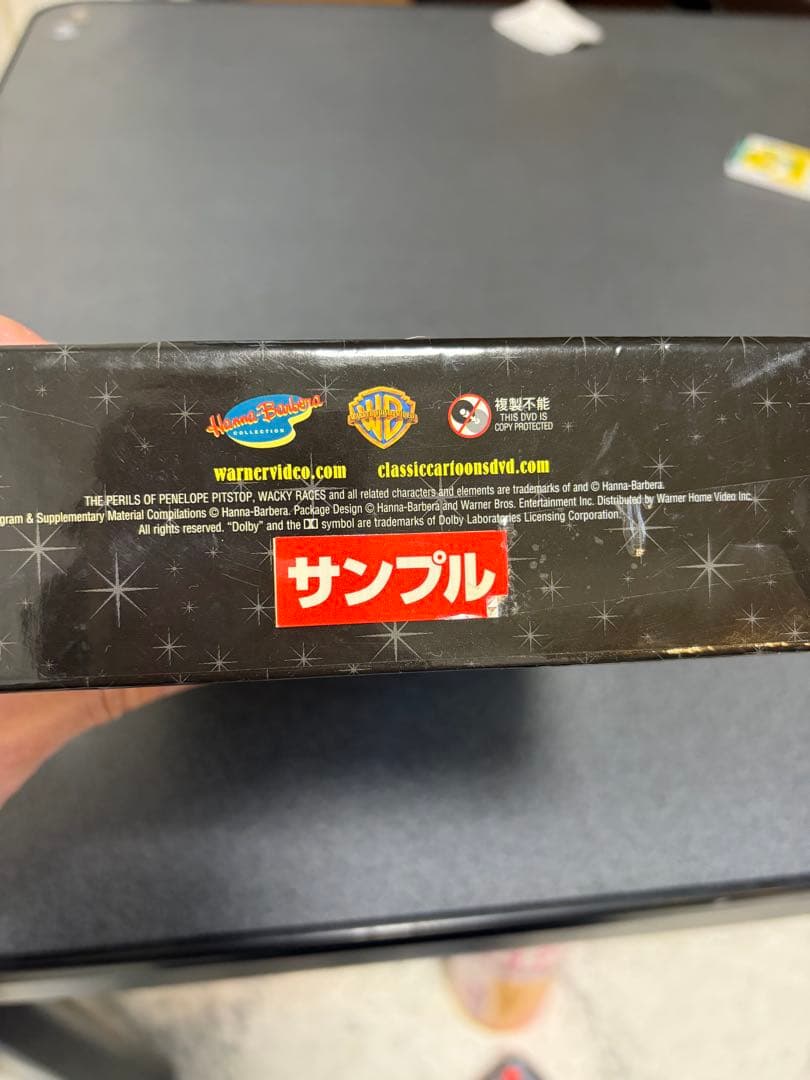 Hanna-Barbera
COLLECTION
WB
複製不能
THIS DVD IS
COPY PROTECTED
warnervideo.com classiccartoonsdvd.com
THE PERILS OF PENELOPE PITSTOP, WACKY RACES and all related characters and elements are trademarks of and © Hanna-Barbera.
gram & Supplementary Material Compilations © Hanna-Barbera. Package Design © Hanna-Barbera and Warner Bros. Entertainment Inc. Distributed by Warner Home Video Inc.
All rights reserved. “Dolby” and the symbol are trademarks of Dolby Laboratories Licensing Corporation.
サンプル